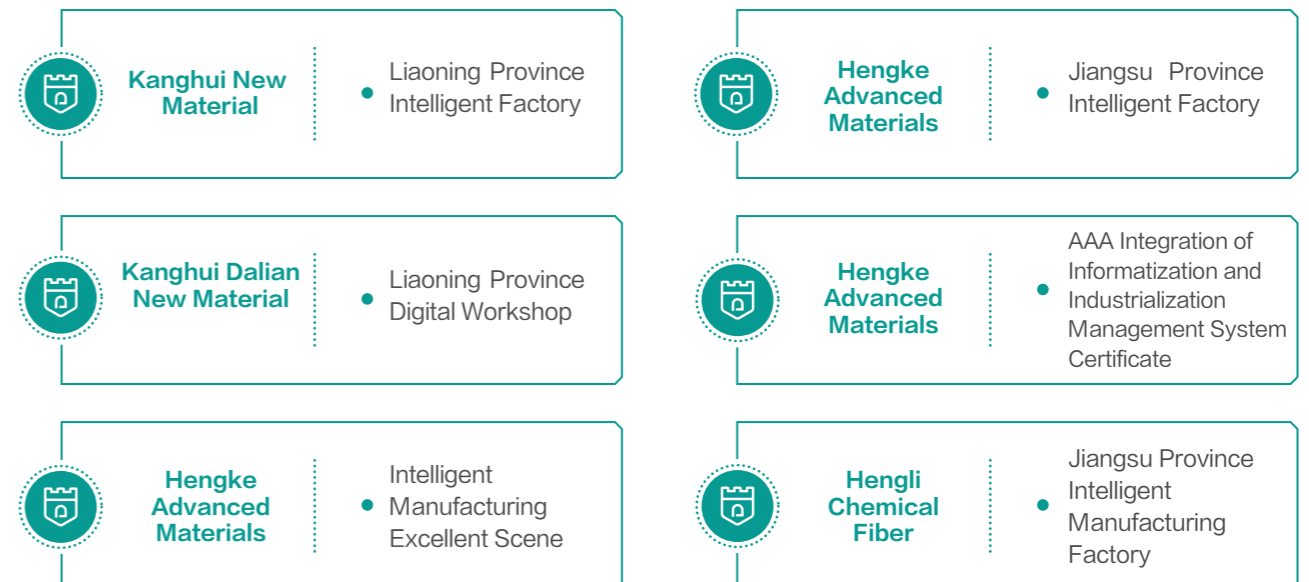 Kanghui New
Material
Liaoning Province
Intelligent Factory
Hengke
Advanced
Materials
Jiangsu Province
Intelligent Factory
Kanghui Dalian
New Material
Liaoning Province
Digital Workshop
Hengke
Advanced
Materials
AAA Integration of
Informatization and
Industrialization
Management System
Certificate
Hengke
Advanced
Materials
Intelligent
Manufacturing
Excellent Scene
Hengli
Chemical
Fiber
Jiangsu Province
Intelligent
Manufacturing
Factory